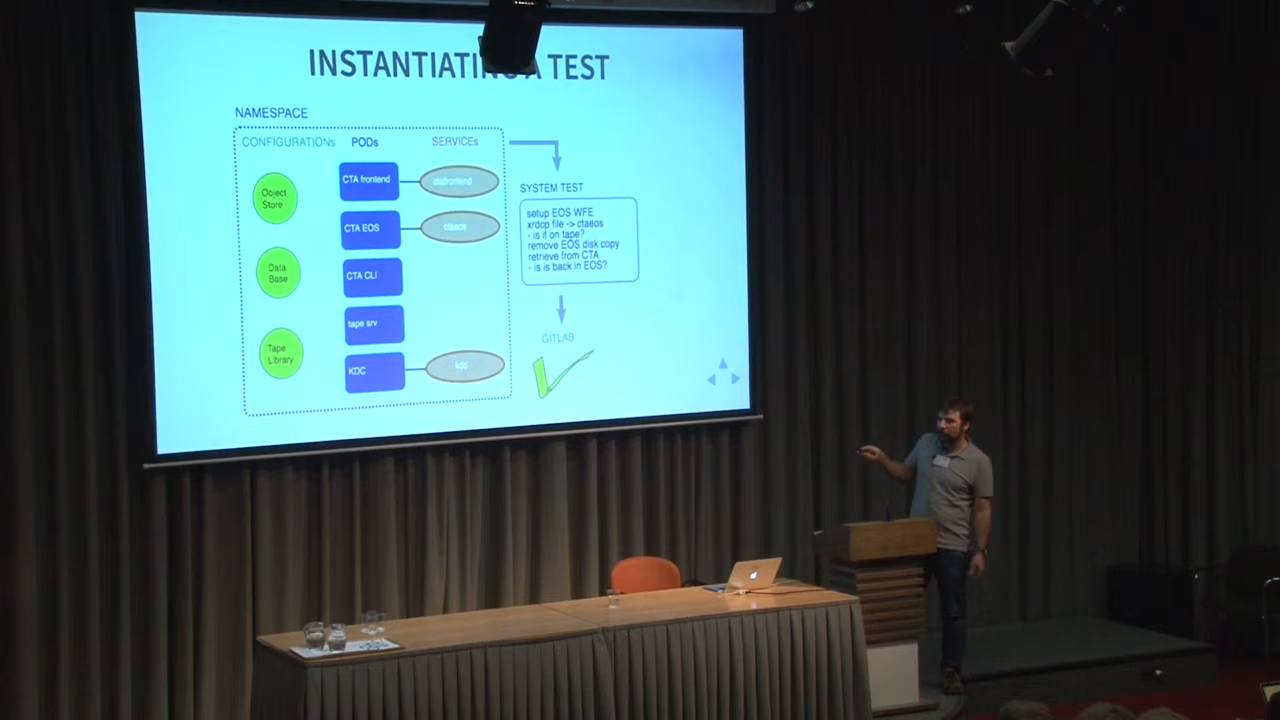 INSTANTIATING A TEST
NAMESPACE
CONFIGURATIONs PODs SERVICEs
Object
Store
Data
Base
Tape
Library
CTA frontend
CTA EOS
CTA CLI
tape srv
KDC
ctafrontend
ctaeos
kdc
SYSTEM TEST
setup EOS WFE
xrdcp file -> ctaeos
- is it on tape?
remove EOS disk copy
retrieve from CTA
- is is back in EOS?
GITLAB